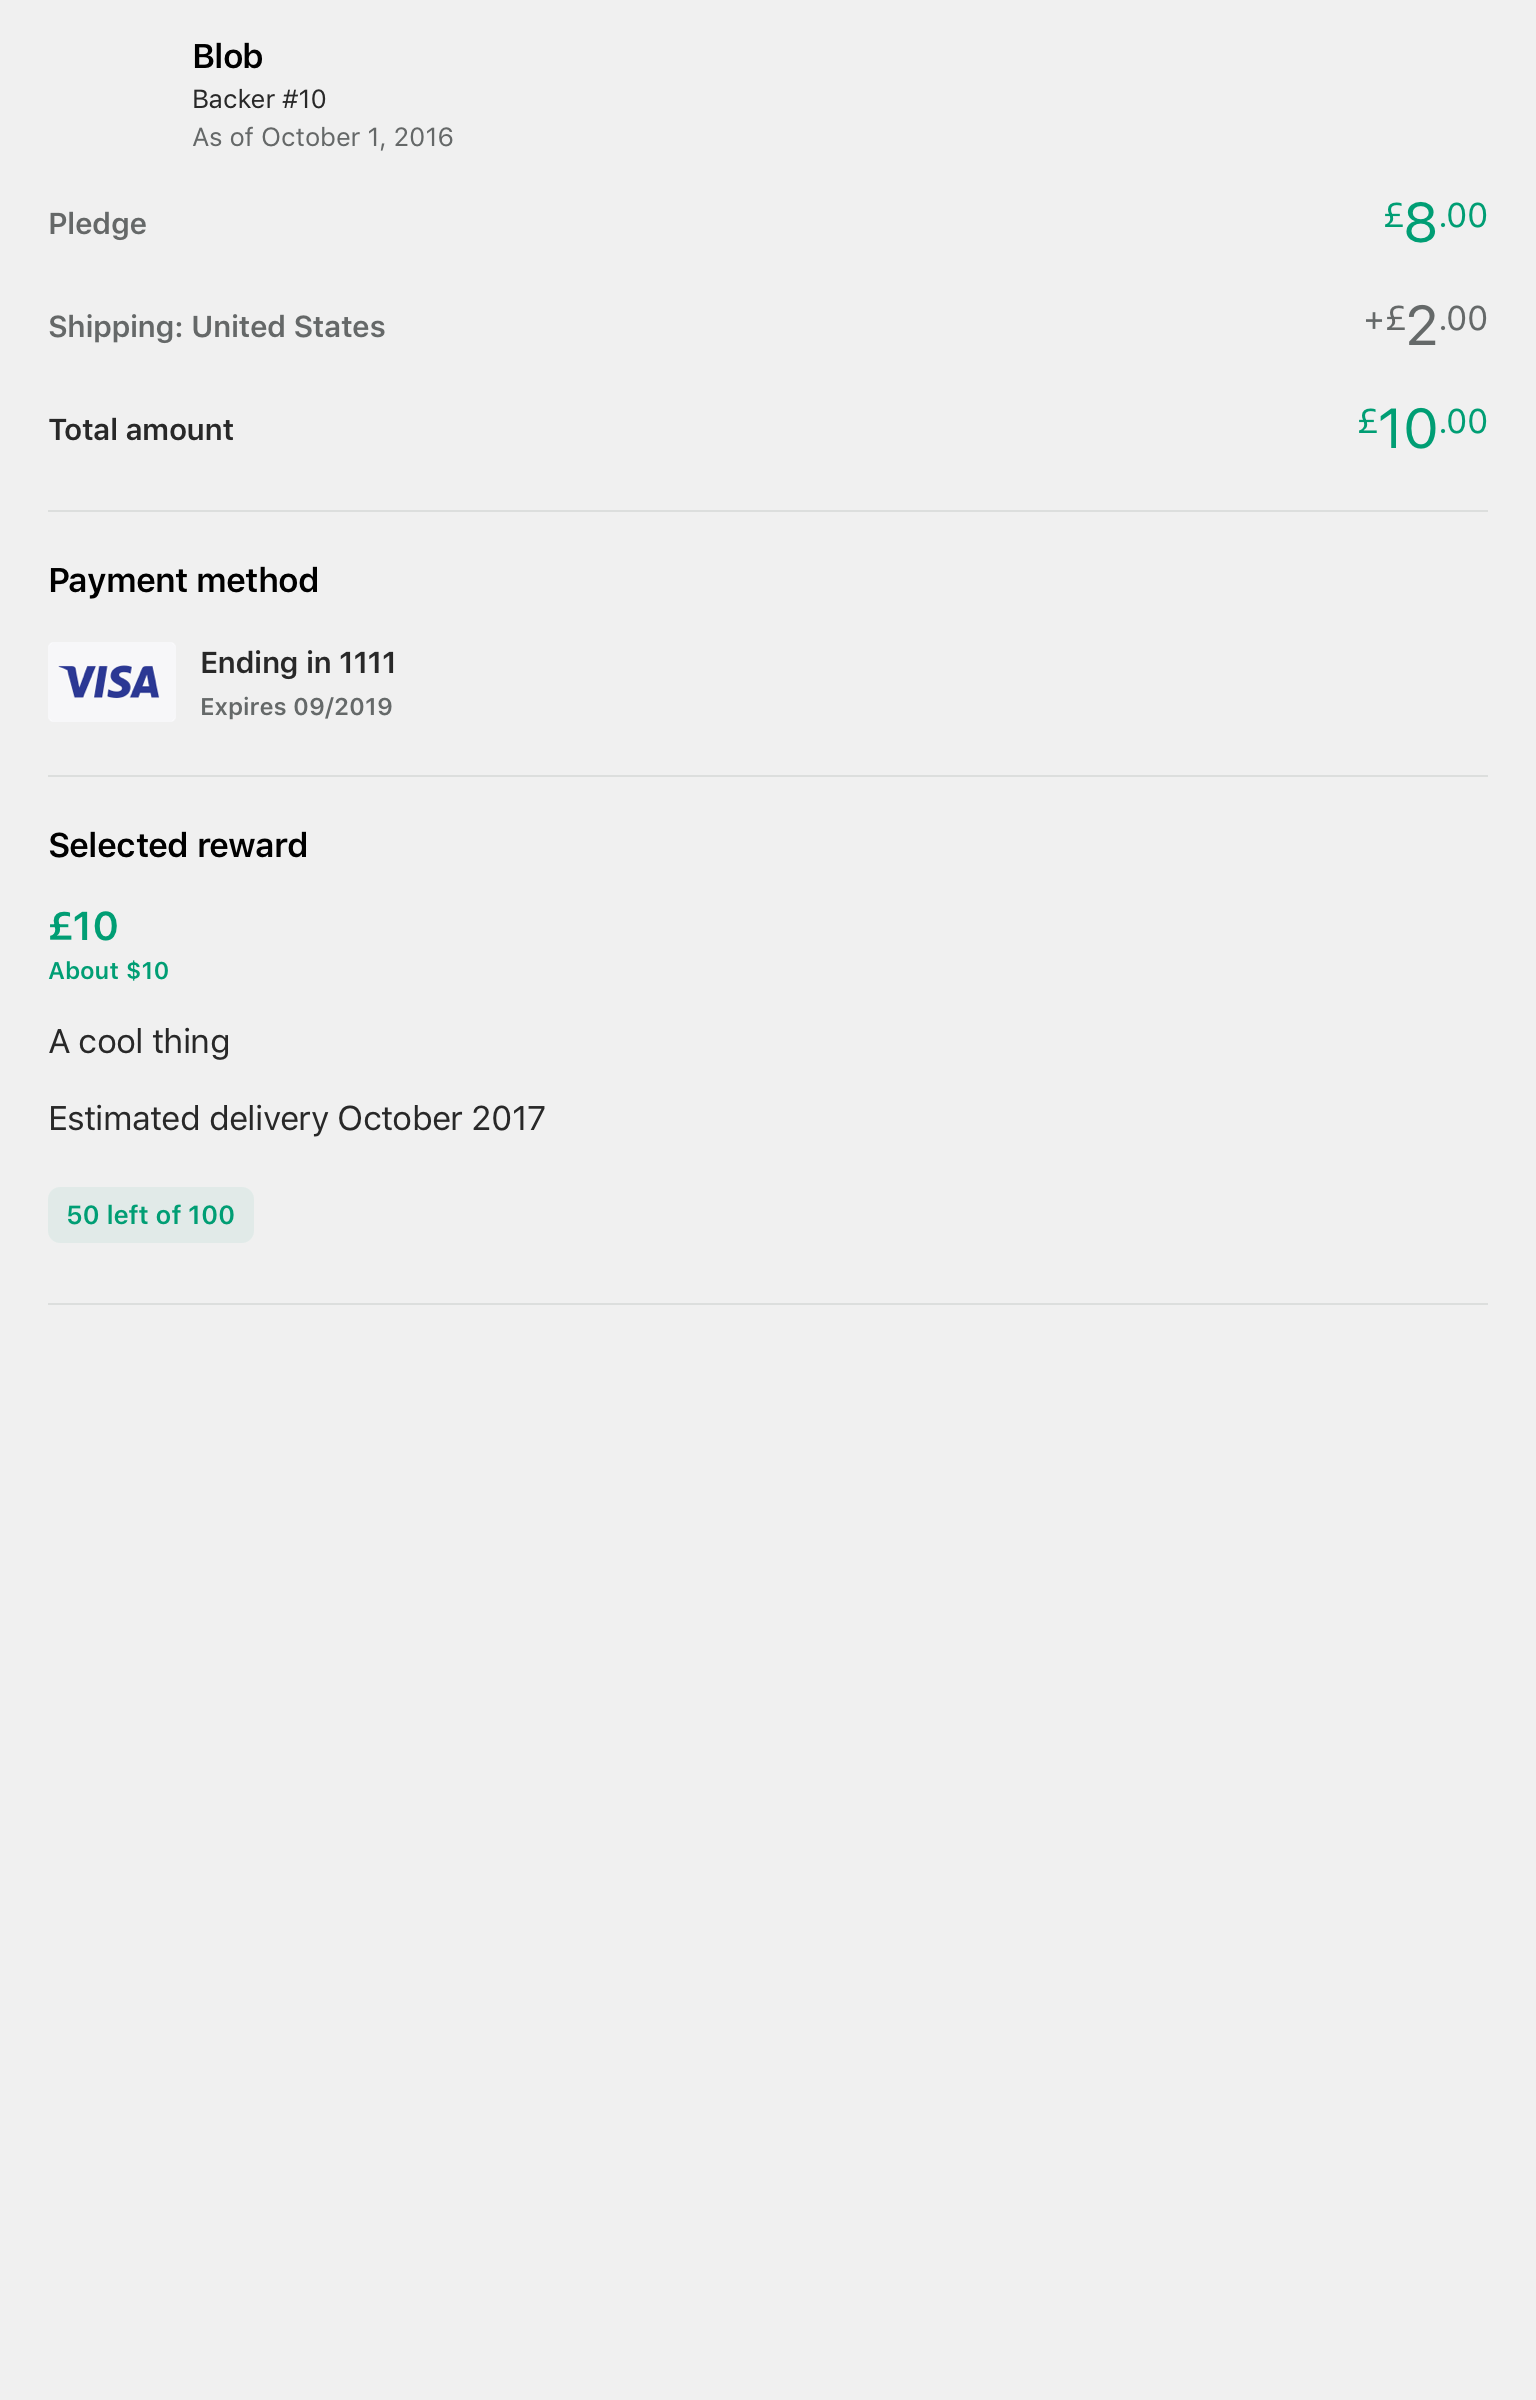 Blob
Backer #10
As of October 1, 2016
Pledge £8.00
Shipping: United States +£2.00
Total amount £10.00
Payment method
VISA
Ending in 1111
Expires 09/2019
Selected reward
£10
About $10
A cool thing
Estimated delivery October 2017
50 left of 100